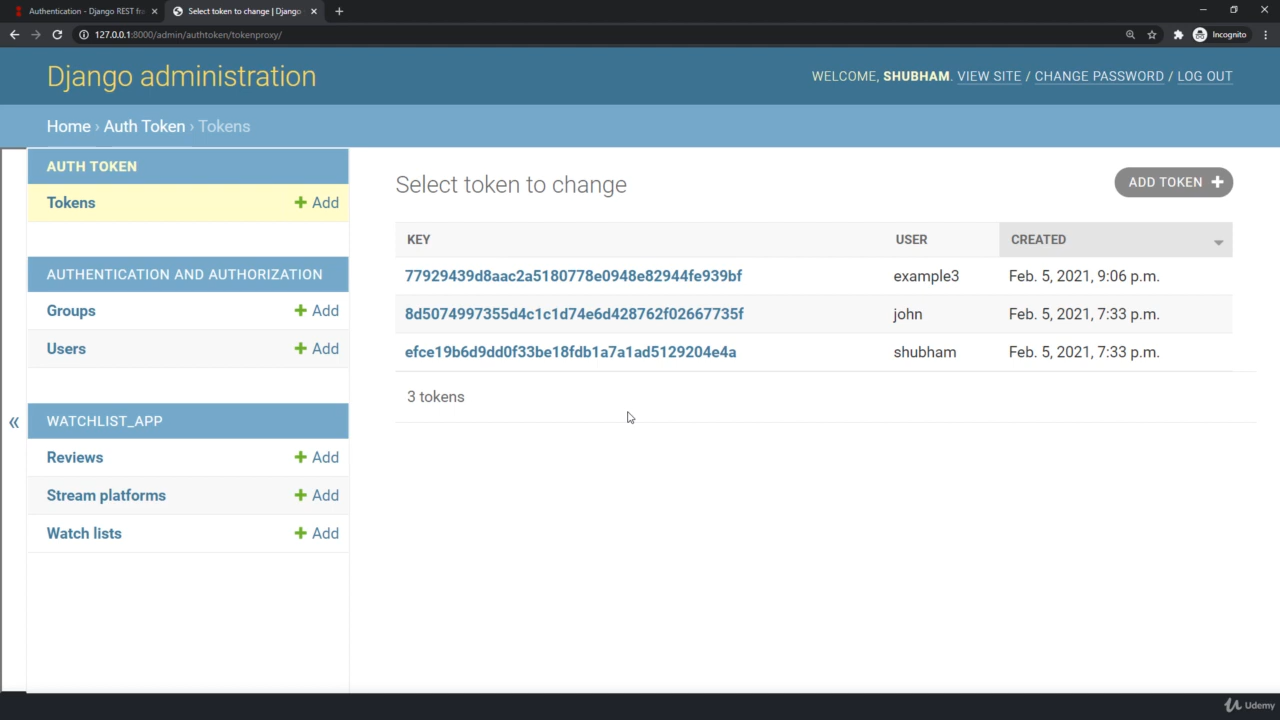 Authentication - Django REST fra
Select token to change | Django
127.0.0.1:8000/admin/authtoken/tokenproxy/
Incognito
Django administration
WELCOME, SHUBHAM. VIEW SITE / CHANGE PASSWORD / LOG OUT
Home › Auth Token › Tokens
AUTH TOKEN
Tokens
Add
AUTHENTICATION AND AUTHORIZATION
Groups
Add
Users
Add
WATCHLIST_APP
Reviews
Add
Stream platforms
Add
Watch lists
Add
«
Select token to change
ADD TOKEN
KEY USER CREATED
77929439d8aac2a5180778e0948e82944fe939bf example3 Feb. 5, 2021, 9:06 p.m.
8d5074997355d4c1c1d74e6d428762f02667735f john Feb. 5, 2021, 7:33 p.m.
efce19b6d9dd0f33be18fdb1a7a1ad5129204e4a shubham Feb. 5, 2021, 7:33 p.m.
3 tokens
Udemy